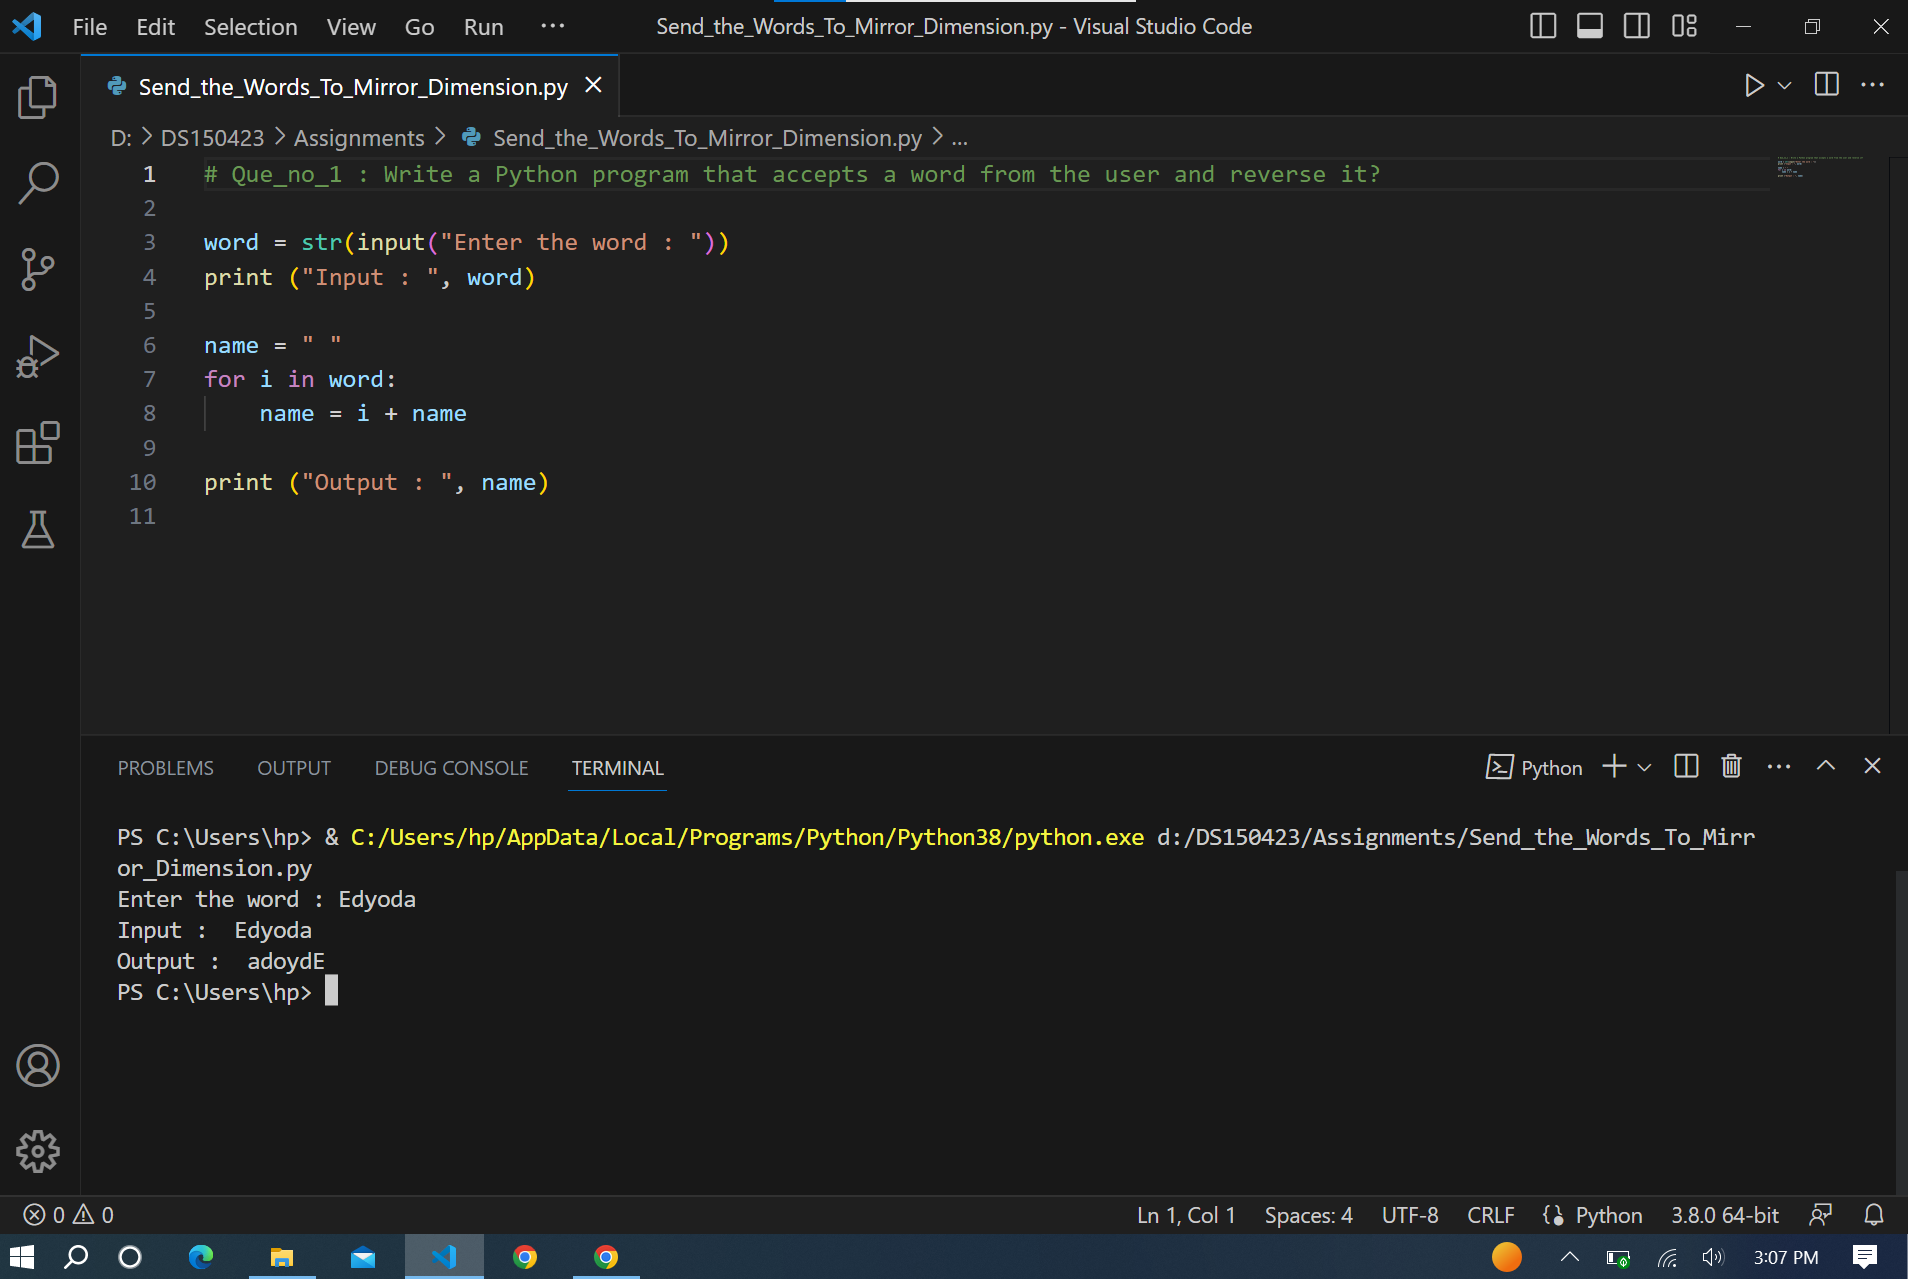 File Edit Selection View Go Run ··· Send_the_Words_To_Mirror_Dimension.py - Visual Studio Code
Send_the_Words_To_Mirror_Dimension.py
D: > DS150423 > Assignments > Send_the_Words_To_Mirror_Dimension.py > ...
1 # Que_no_1 : Write a Python program that accepts a word from the user and reverse it?
2
3 word = str(input("Enter the word : "))
4 print ("Input : ", word)
5
6 name = " "
7 for i in word:
8     name = i + name
9
10 print ("Output : ", name)
11
PROBLEMS OUTPUT DEBUG CONSOLE TERMINAL Python
PS C:\Users\hp> & C:/Users/hp/AppData/Local/Programs/Python/Python38/python.exe d:/DS150423/Assignments/Send_the_Words_To_Mirr
or_Dimension.py
Enter the word : Edyoda
Input :  Edyoda
Output :  adoydE
PS C:\Users\hp>
0 0 Ln 1, Col 1 Spaces: 4 UTF-8 CRLF Python 3.8.0 64-bit
3:07 PM